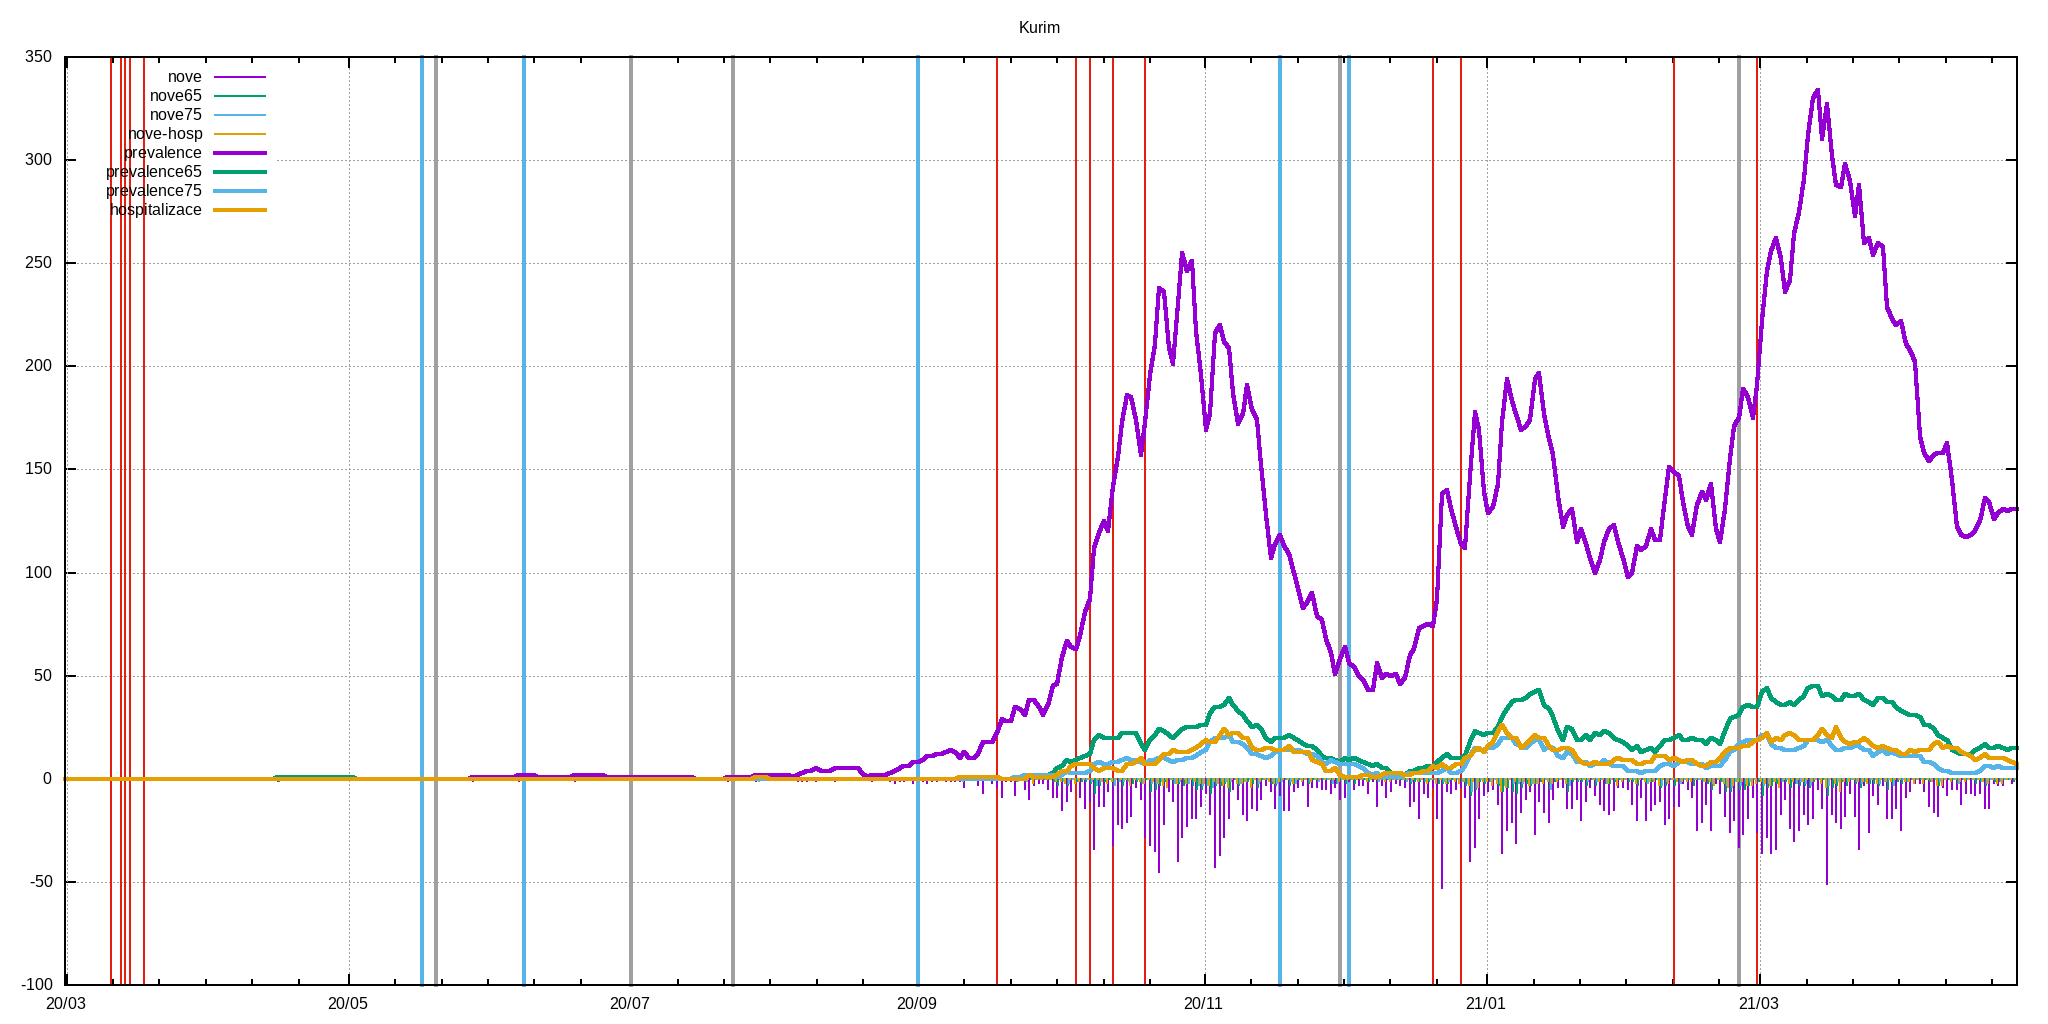 Kurim
350
300
250
200
150
100
50
0
-50
-100
nove
nove65
nove75
nove-hosp
prevalence
prevalence65
prevalence75
hospitalizace
20/03
20/05
20/07
20/09
20/11
21/01
21/03